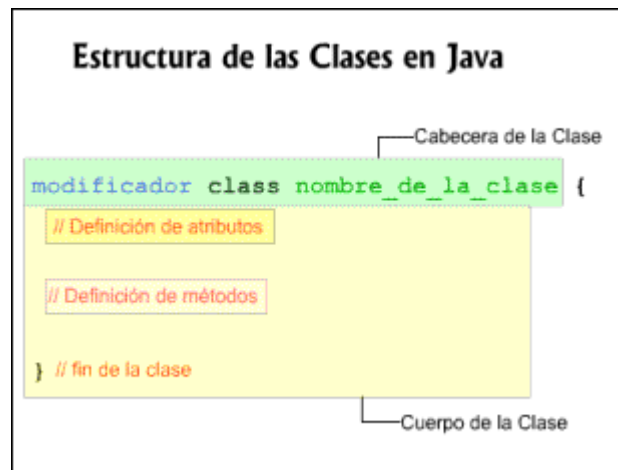 Estructura de las Clases en Java
Cabecera de la Clase
modificador class nombre_de_la_clase {
// Definición de atributos
// Definición de métodos
} // fin de la clase
Cuerpo de la Clase